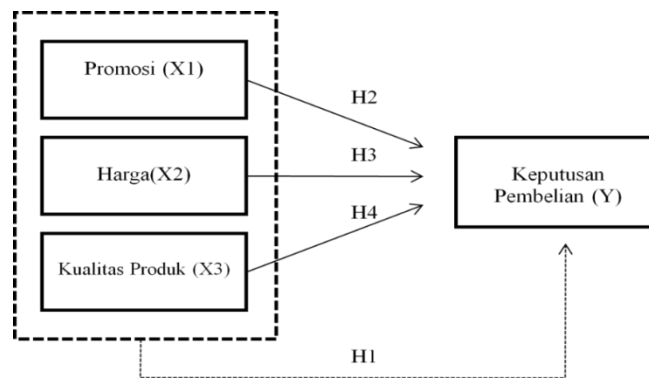 Promosi (X1)
H2
Harga(X2)
H3
Keputusan
Pembelian (Y)
H4
Kualitas Produk (X3)
H1